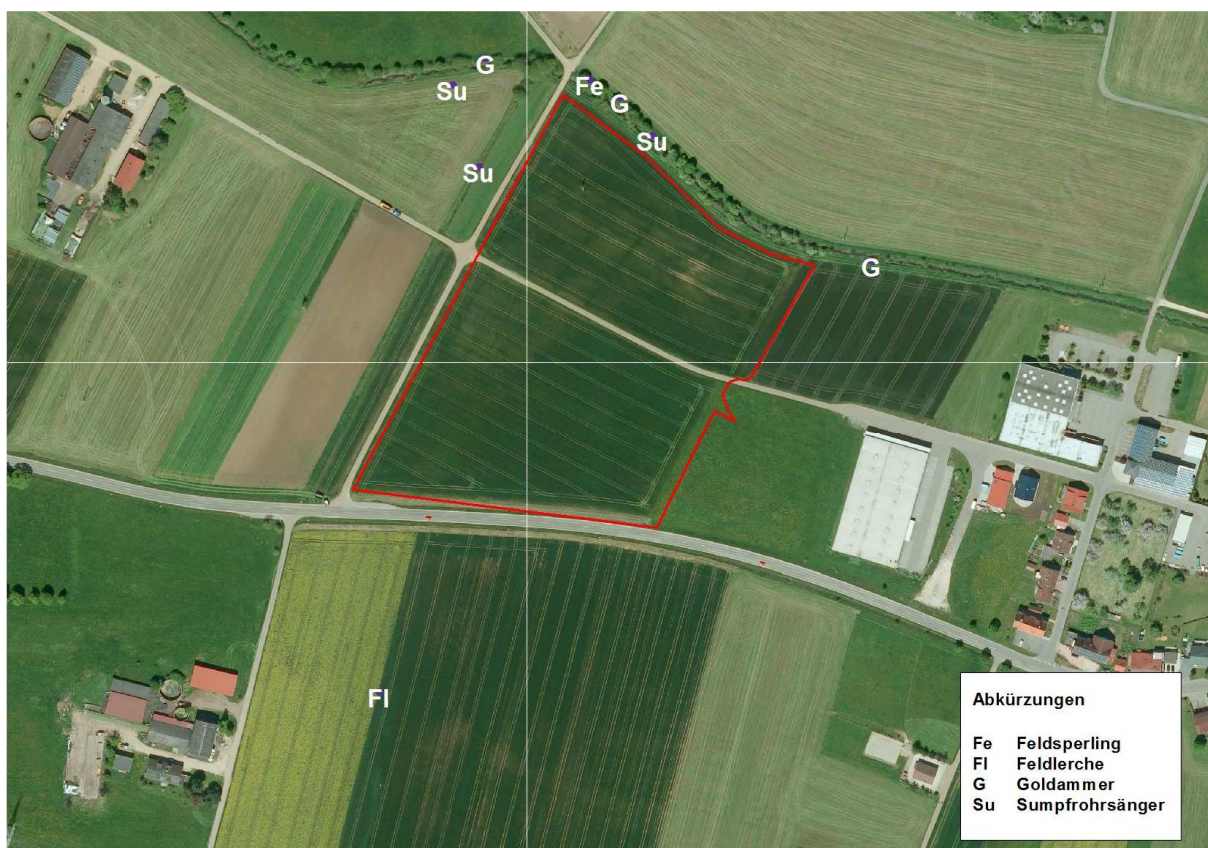 G
Su
Fe
G
Su
Su
G
Fl
Abkürzungen
Fe Feldsperling
Fl Feldlerche
G Goldammer
Su Sumpfrohrsänger